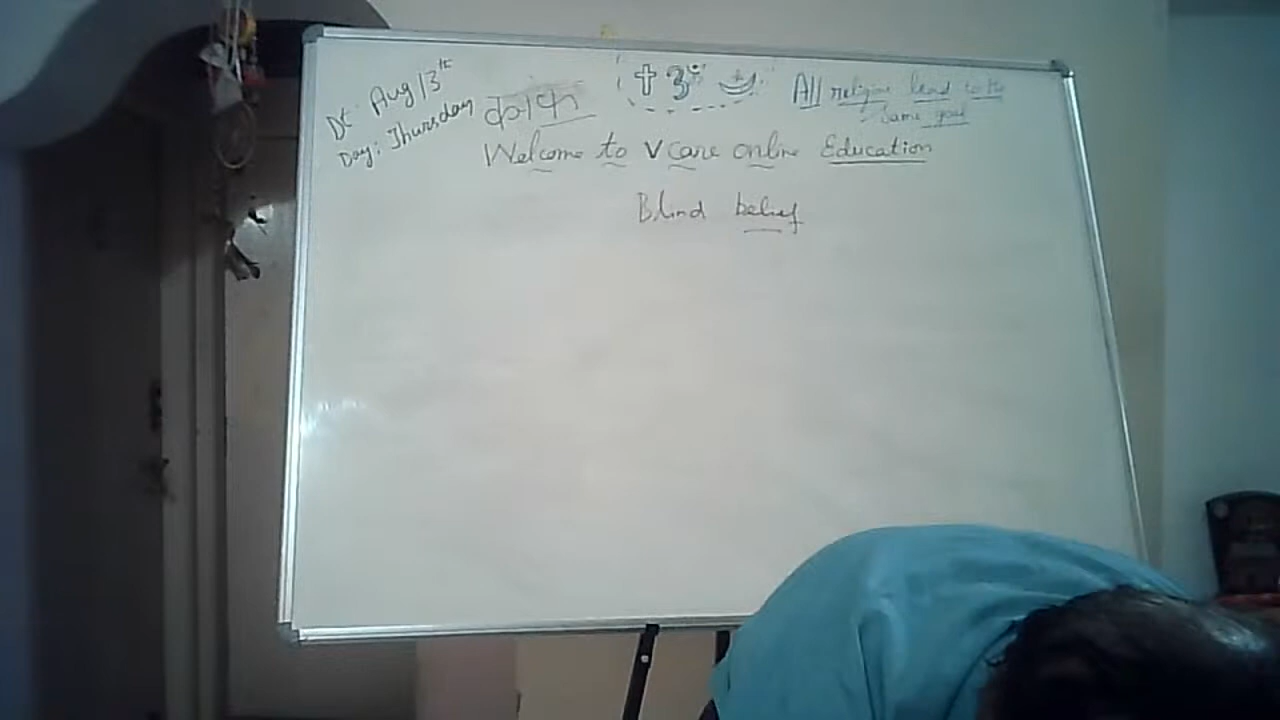 Dt: Aug 13th
Day: Thursday
ॐ
All religions lead to the
same goal
Welcome to V care online Education
Blind belief